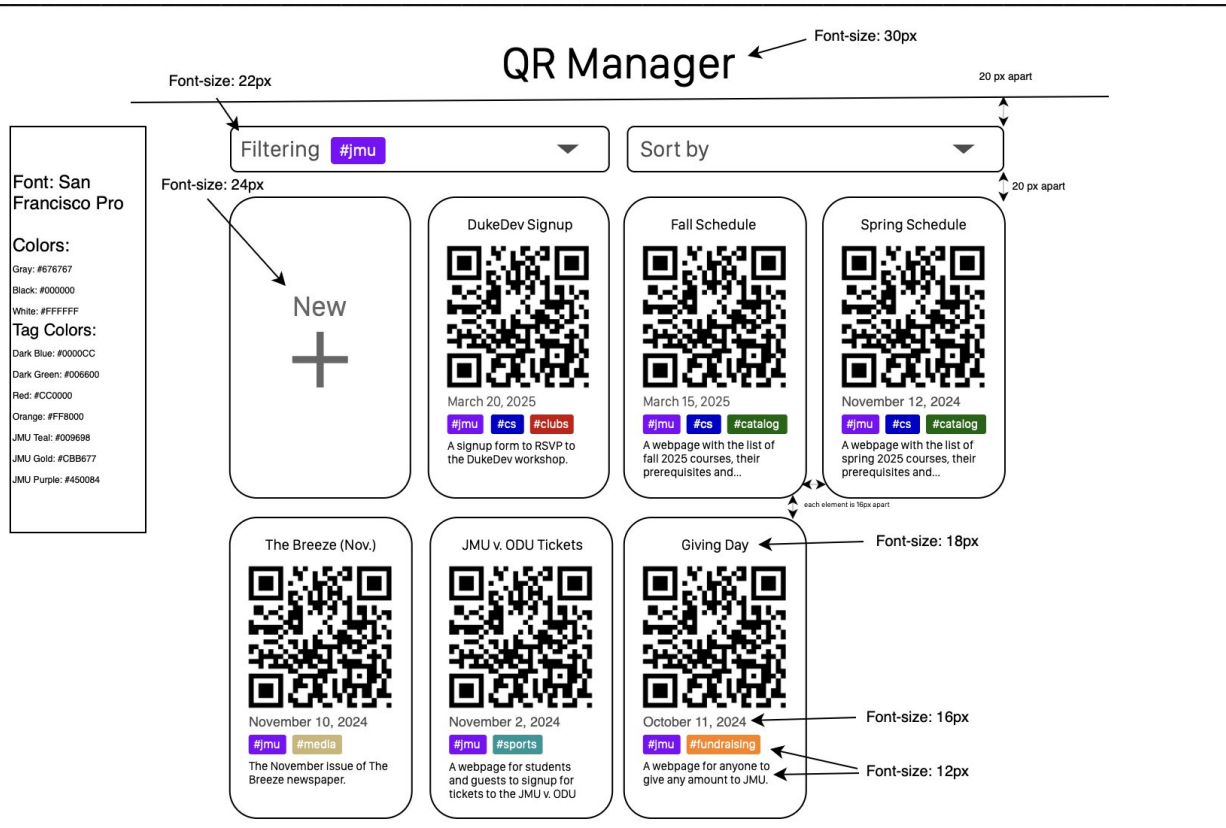 QR Manager
Font-size: 30px
Font-size: 22px
20 px apart
Filtering #jmu
Sort by
Font: San
Francisco Pro
Colors:
Gray: #676767
Black: #000000
White: #FFFFFF
Tag Colors:
Dark Blue: #0000CC
Dark Green: #006600
Red: #CC0000
Orange: #FF8000
JMU Teal: #009698
JMU Gold: #CBB677
JMU Purple: #450084
Font-size: 24px
20 px apart
New
DukeDev Signup
March 20, 2025
#jmu #cs #clubs
A signup form to RSVP to
the DukeDev workshop.
Fall Schedule
March 15, 2025
#jmu #cs #catalog
A webpage with the list of
fall 2025 courses, their
prerequisites and...
Spring Schedule
November 12, 2024
#jmu #cs #catalog
A webpage with the list of
spring 2025 courses, their
prerequisites and...
each element is 16px apart
The Breeze (Nov.)
November 10, 2024
#jmu #media
The November issue of The
Breeze newspaper.
JMU v. ODU Tickets
November 2, 2024
#jmu #sports
A webpage for students
and guests to signup for
tickets to the JMU v. ODU
Giving Day
October 11, 2024
#jmu #fundraising
A webpage for anyone to
give any amount to JMU.
Font-size: 18px
Font-size: 16px
Font-size: 12px